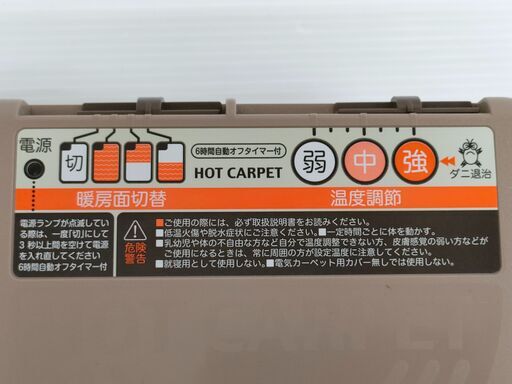 電源
切
6時間自動オフタイマー付
HOT CARPET
弱
中
強
ダニ退治
暖房面切替
温度調節
電源ランプが点滅して
いる際は、一度「切」にして
3秒以上間を空けて電源
を入れ直してください
6時間自動オフタイマー付
危険
警告
■ご使用の際には、必ず取扱説明書をお読みください。
■低温火傷や脱水症状にご注意ください。■一定時間ごとに体を動かす。
■乳幼児や体の不自由な方など自分で温度調整できない方、皮膚感覚の弱い方などが
ご使用になるときは、常に周囲の方が設定温度に注意してください。
■就寝用として使用しない。■電気カーペット用カバー無しでは使用しない。
CARPET